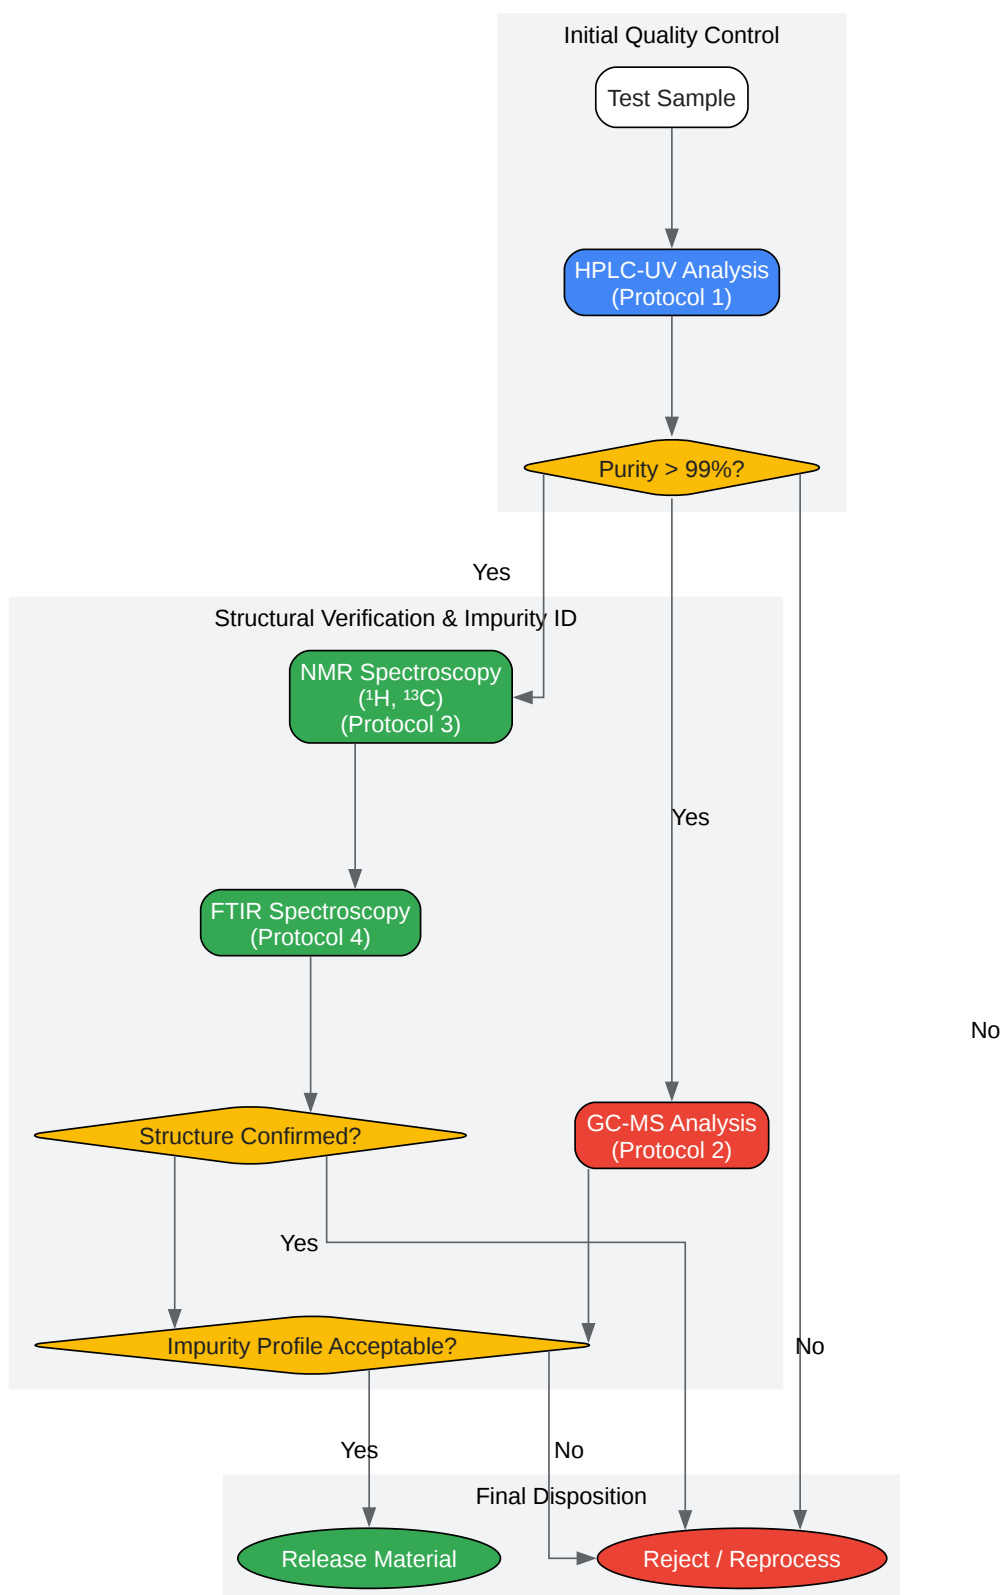 Initial Quality Control
Test Sample
HPLC-UV Analysis
(Protocol 1)
Purity > 99%?
Yes
Structural Verification & Impurity ID
NMR Spectroscopy
(¹H, ¹³C)
(Protocol 3)
Yes
FTIR Spectroscopy
(Protocol 4)
No
GC-MS Analysis
(Protocol 2)
Structure Confirmed?
Yes
Impurity Profile Acceptable?
No
Yes
No
Final Disposition
Release Material
Reject / Reprocess